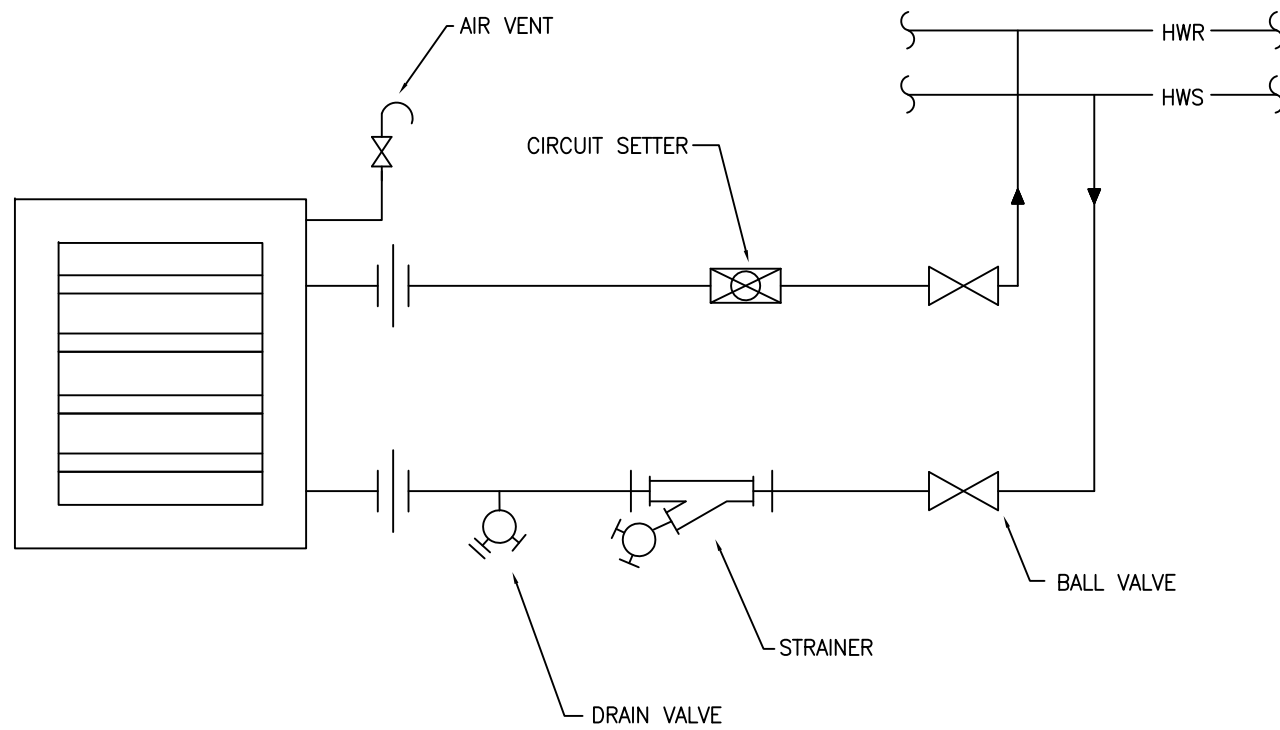 AIR VENT
HWR
HWS
CIRCUIT SETTER
BALL VALVE
STRAINER
DRAIN VALVE